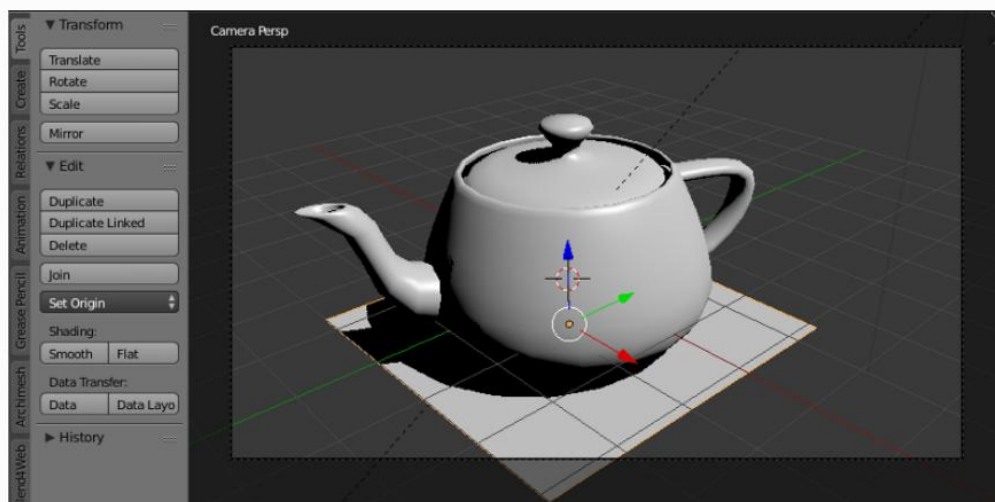 Tools
Create
Relations
Animation
Grease Pencil
Archimesh
lend4Web
Transform
Translate
Rotate
Scale
Mirror
Edit
Duplicate
Duplicate Linked
Delete
Join
Set Origin
Shading:
Smooth Flat
Data Transfer:
Data Data Layo
History
Camera Persp